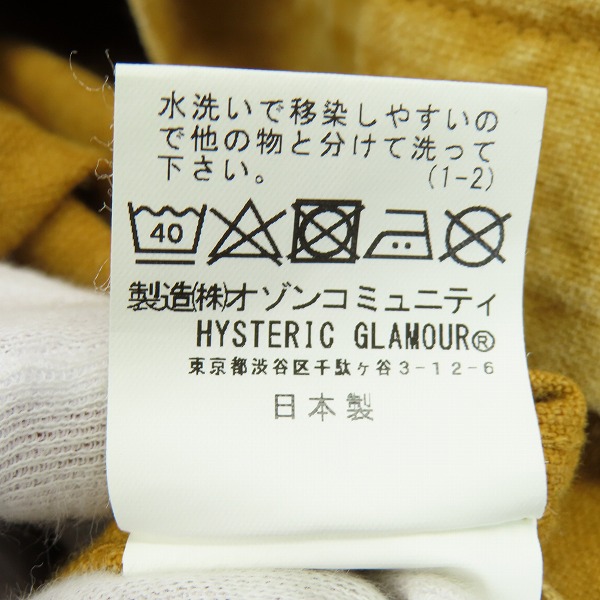 水洗いで移染しやすいの
で他の物と分けて洗って
下さい。 (1-2)
40
製造(株)オゾンコミュニティ
HYSTERIC GLAMOUR®
東京都渋谷区千駄ヶ谷3-12-6
日本製